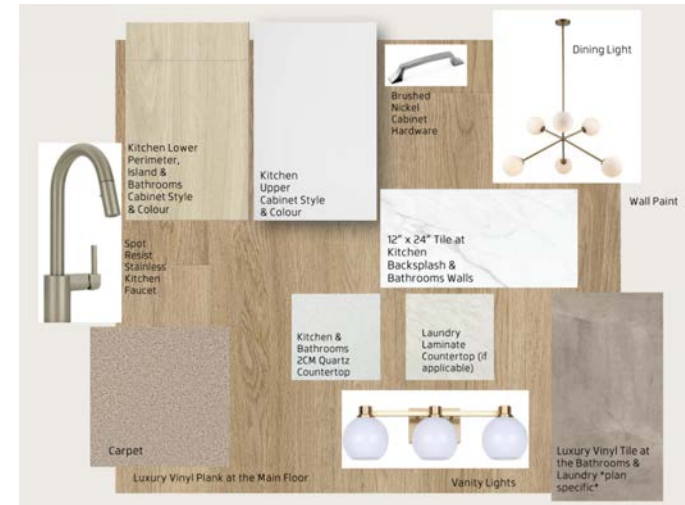 Dining Light
Brushed
Nickel
Cabinet
Hardware
Kitchen Lower
Perimeter,
Island &
Bathrooms
Cabinet Style
& Colour
Kitchen
Upper
Cabinet Style
& Colour
Wall Paint
12" x 24" Tile at
Kitchen
Backsplash &
Bathrooms Walls
Spot
Resist
Stainless
Kitchen
Faucet
Kitchen &
Bathrooms
2CM Quartz
Countertop
Laundry
Laminate
Countertop (if
applicable)
Carpet
Luxury Vinyl Plank at the Main Floor
Vanity Lights
Luxury Vinyl Tile at
the Bathrooms &
Laundry *plan
specific*